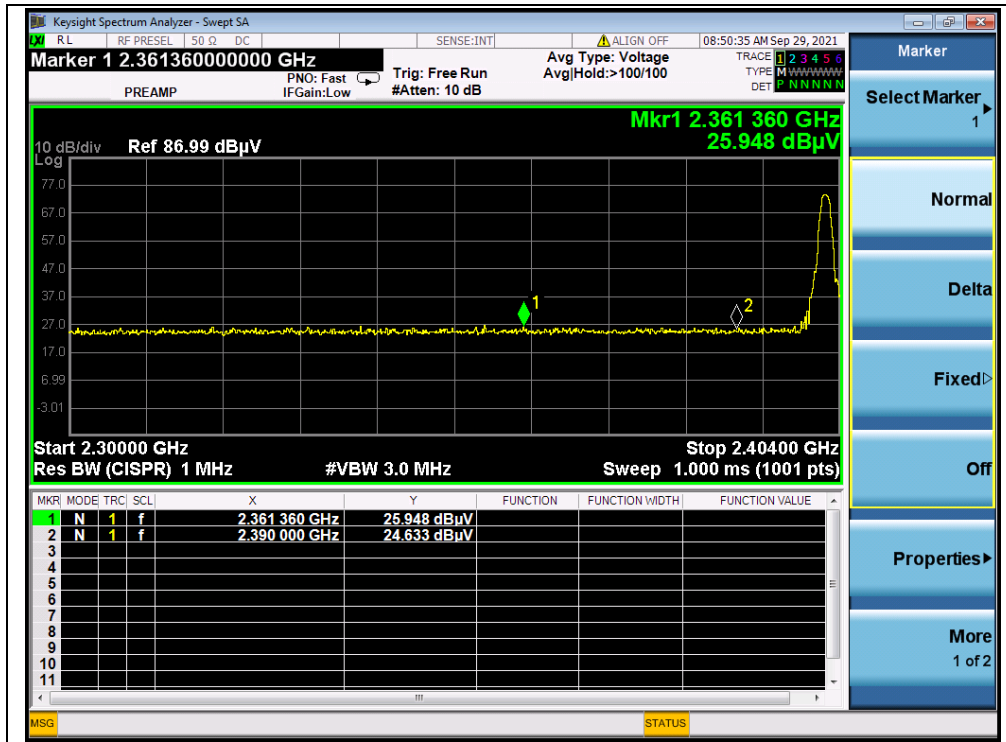 Keysight Spectrum Analyzer - Swept SA
LXI RL RF PRESEL 50 Ω DC SENSE:INT ALIGN OFF 08:50:35 AM Sep 29, 2021
Marker 1 2.361360000000 GHz
PREAMP
PNO: Fast
IFGain:Low
Trig: Free Run
#Atten: 10 dB
Avg Type: Voltage
Avg|Hold:>100/100
TRACE 1 2 3 4 5 6
TYPE M WWWWW
DET P N N N N N
Mkr1 2.361 360 GHz
25.948 dBµV
10 dB/div Ref 86.99 dBµV
Log
77.0
67.0
57.0
47.0
37.0
27.0
17.0
6.99
-3.01
1
2
Start 2.30000 GHz Stop 2.40400 GHz
Res BW (CISPR) 1 MHz #VBW 3.0 MHz Sweep 1.000 ms (1001 pts)
MKR MODE TRC SCL X Y FUNCTION FUNCTION WIDTH FUNCTION VALUE
1 N 1 f 2.361 360 GHz 25.948 dBµV
2 N 1 f 2.390 000 GHz 24.633 dBµV
3
4
5
6
7
8
9
10
11
MSG STATUS
Marker
Select Marker
1
Normal
Delta
Fixed
Off
Properties
More
1 of 2